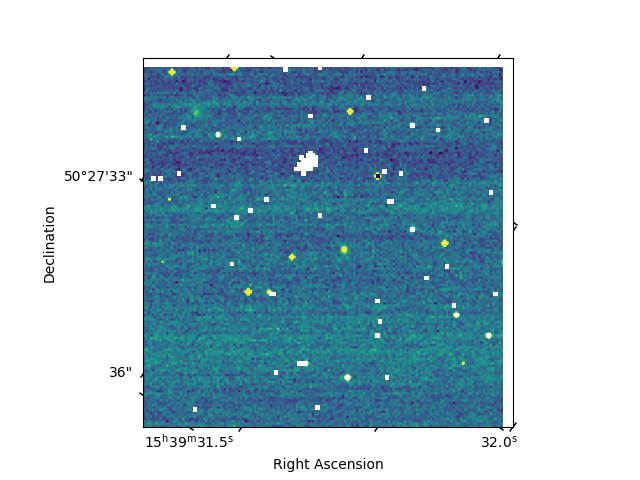 50°27'33"
Declination
36"
15ʰ39ᵐ31.5ˢ
32.0ˢ
Right Ascension